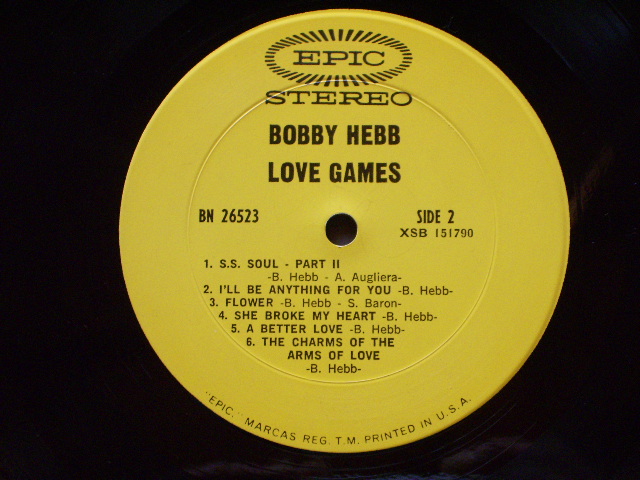 EPIC
STEREO
BOBBY HEBB
LOVE GAMES
BN 26523
SIDE 2
XSB 151790
1. S.S. SOUL - PART II
-B. Hebb - A. Augliera-
2. I'LL BE ANYTHING FOR YOU -B. Hebb-
3. FLOWER -B. Hebb - S. Baron-
4. SHE BROKE MY HEART -B. Hebb-
5. A BETTER LOVE -B. Hebb-
6. THE CHARMS OF THE
ARMS OF LOVE
-B. Hebb-
"EPIC," MARCAS REG. T.M. PRINTED IN U.S.A.